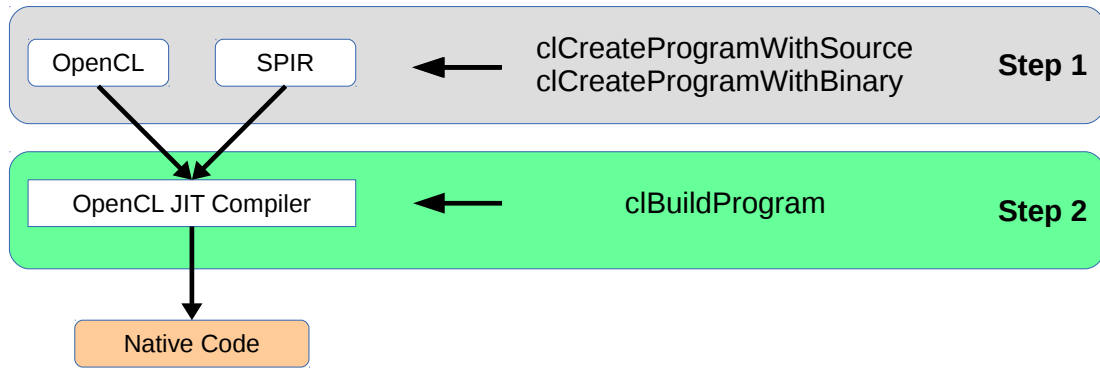 OpenCL
SPIR
clCreateProgramWithSource
clCreateProgramWithBinary
Step 1
OpenCL JIT Compiler
clBuildProgram
Step 2
Native Code